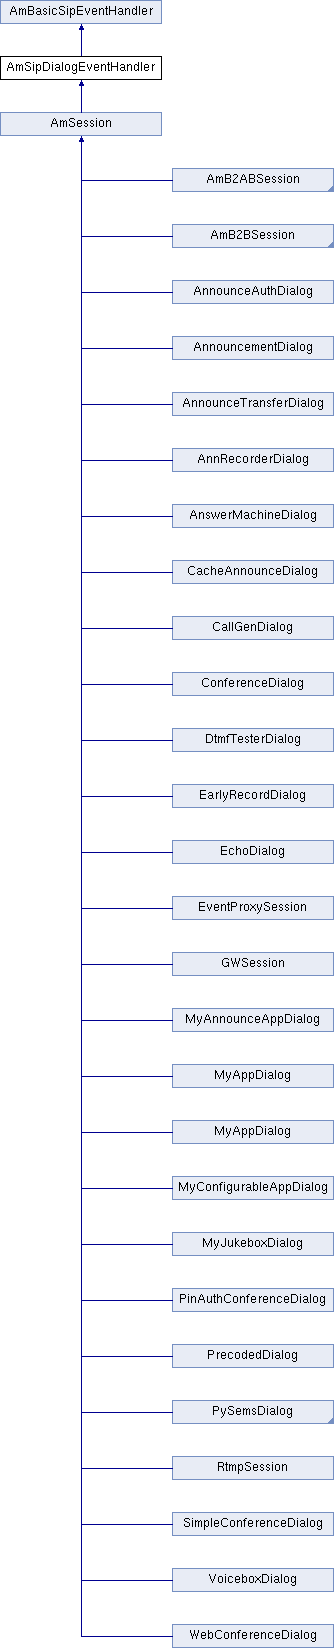 AmBasicSipEventHandler
AmSipDialogEventHandler
AmSession
AmB2ABSession
AmB2BSession
AnnounceAuthDialog
AnnouncementDialog
AnnounceTransferDialog
AnnRecorderDialog
AnswerMachineDialog
CacheAnnounceDialog
CallGenDialog
ConferenceDialog
DtmfTesterDialog
EarlyRecordDialog
EchoDialog
EventProxySession
GWSession
MyAnnounceAppDialog
MyAppDialog
MyAppDialog
MyConfigurableAppDialog
MyJukeboxDialog
PinAuthConferenceDialog
PrecodedDialog
PySemsDialog
RtmpSession
SimpleConferenceDialog
VoiceboxDialog
WebConferenceDialog